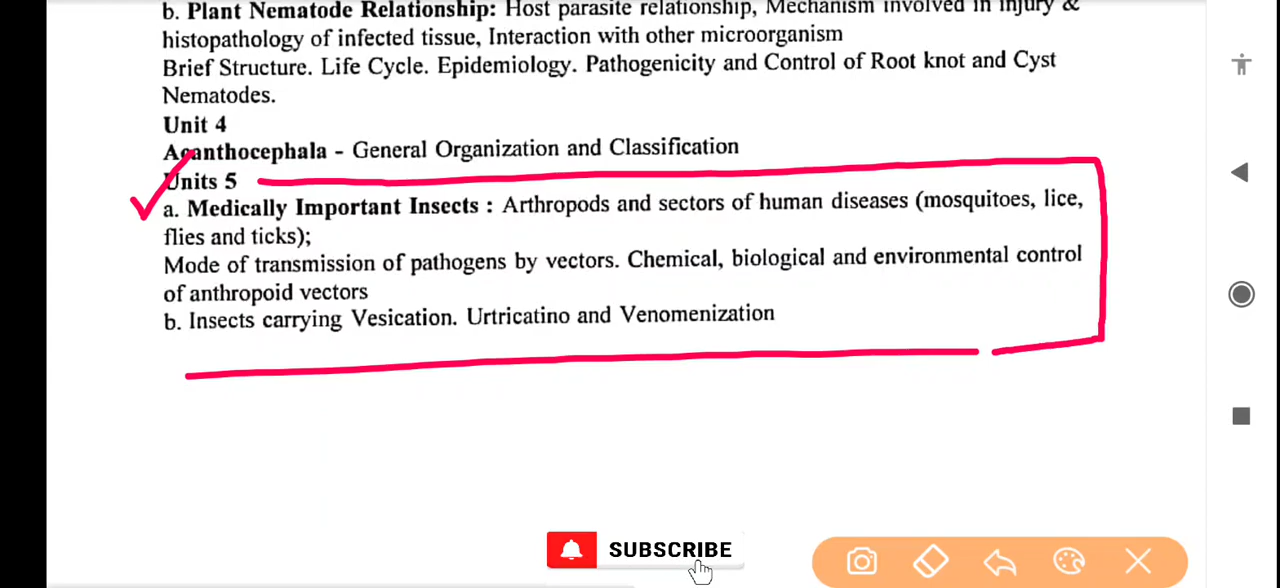 b. Plant Nematode Relationship: Host parasite relationship, Mechanism involved in injury &
histopathology of infected tissue, Interaction with other microorganism
Brief Structure. Life Cycle. Epidemiology. Pathogenicity and Control of Root knot and Cyst
Nematodes.
Unit 4
Acanthocephala - General Organization and Classification
Units 5
a. Medically Important Insects : Arthropods and sectors of human diseases (mosquitoes, lice,
flies and ticks);
Mode of transmission of pathogens by vectors. Chemical, biological and environmental control
of anthropoid vectors
b. Insects carrying Vesication. Urtricatino and Venomenization
SUBSCRIBE